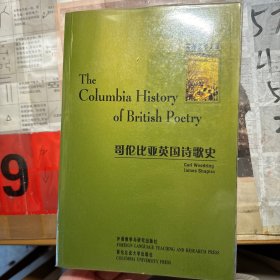 The
Columbia History
of British Poetry
哥伦比亚英国诗歌史
Carl Woodring
James Shapiro
外语教学与研究出版社
FOREIGN LANGUAGE TEACHING AND RESEARCH PRESS
哥伦比亚大学出版社
COLUMBIA UNIVERSITY PRESS
9